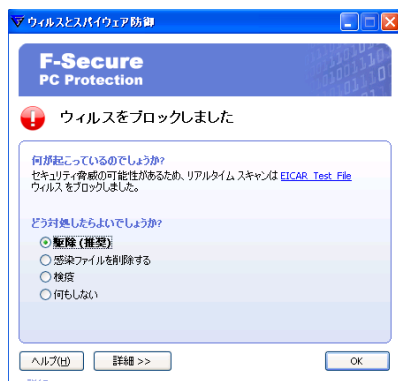 ウィルスとスパイウェア防御
F-Secure
PC Protection
ウィルスをブロックしました
何が起こっているのでしょうか?
セキュリティ脅威の可能性があるため、リアルタイム スキャンは EICAR_Test_File
ウィルス をブロックしました。
どう対処したらよいでしょうか?
駆除 (推奨)
感染ファイルを削除する
検疫
何もしない
ヘルプ(H)
詳細 >>
OK